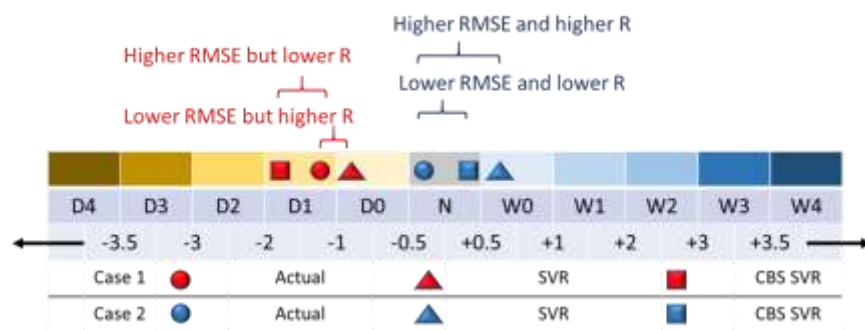 Higher RMSE and higher R
Higher RMSE but lower R
Lower RMSE and lower R
Lower RMSE but higher R
D4 D3 D2 D1 D0 N W0 W1 W2 W3 W4
-3.5 -3 -2 -1 -0.5 +0.5 +1 +2 +3 +3.5
Case 1 Actual SVR CBS SVR
Case 2 Actual SVR CBS SVR